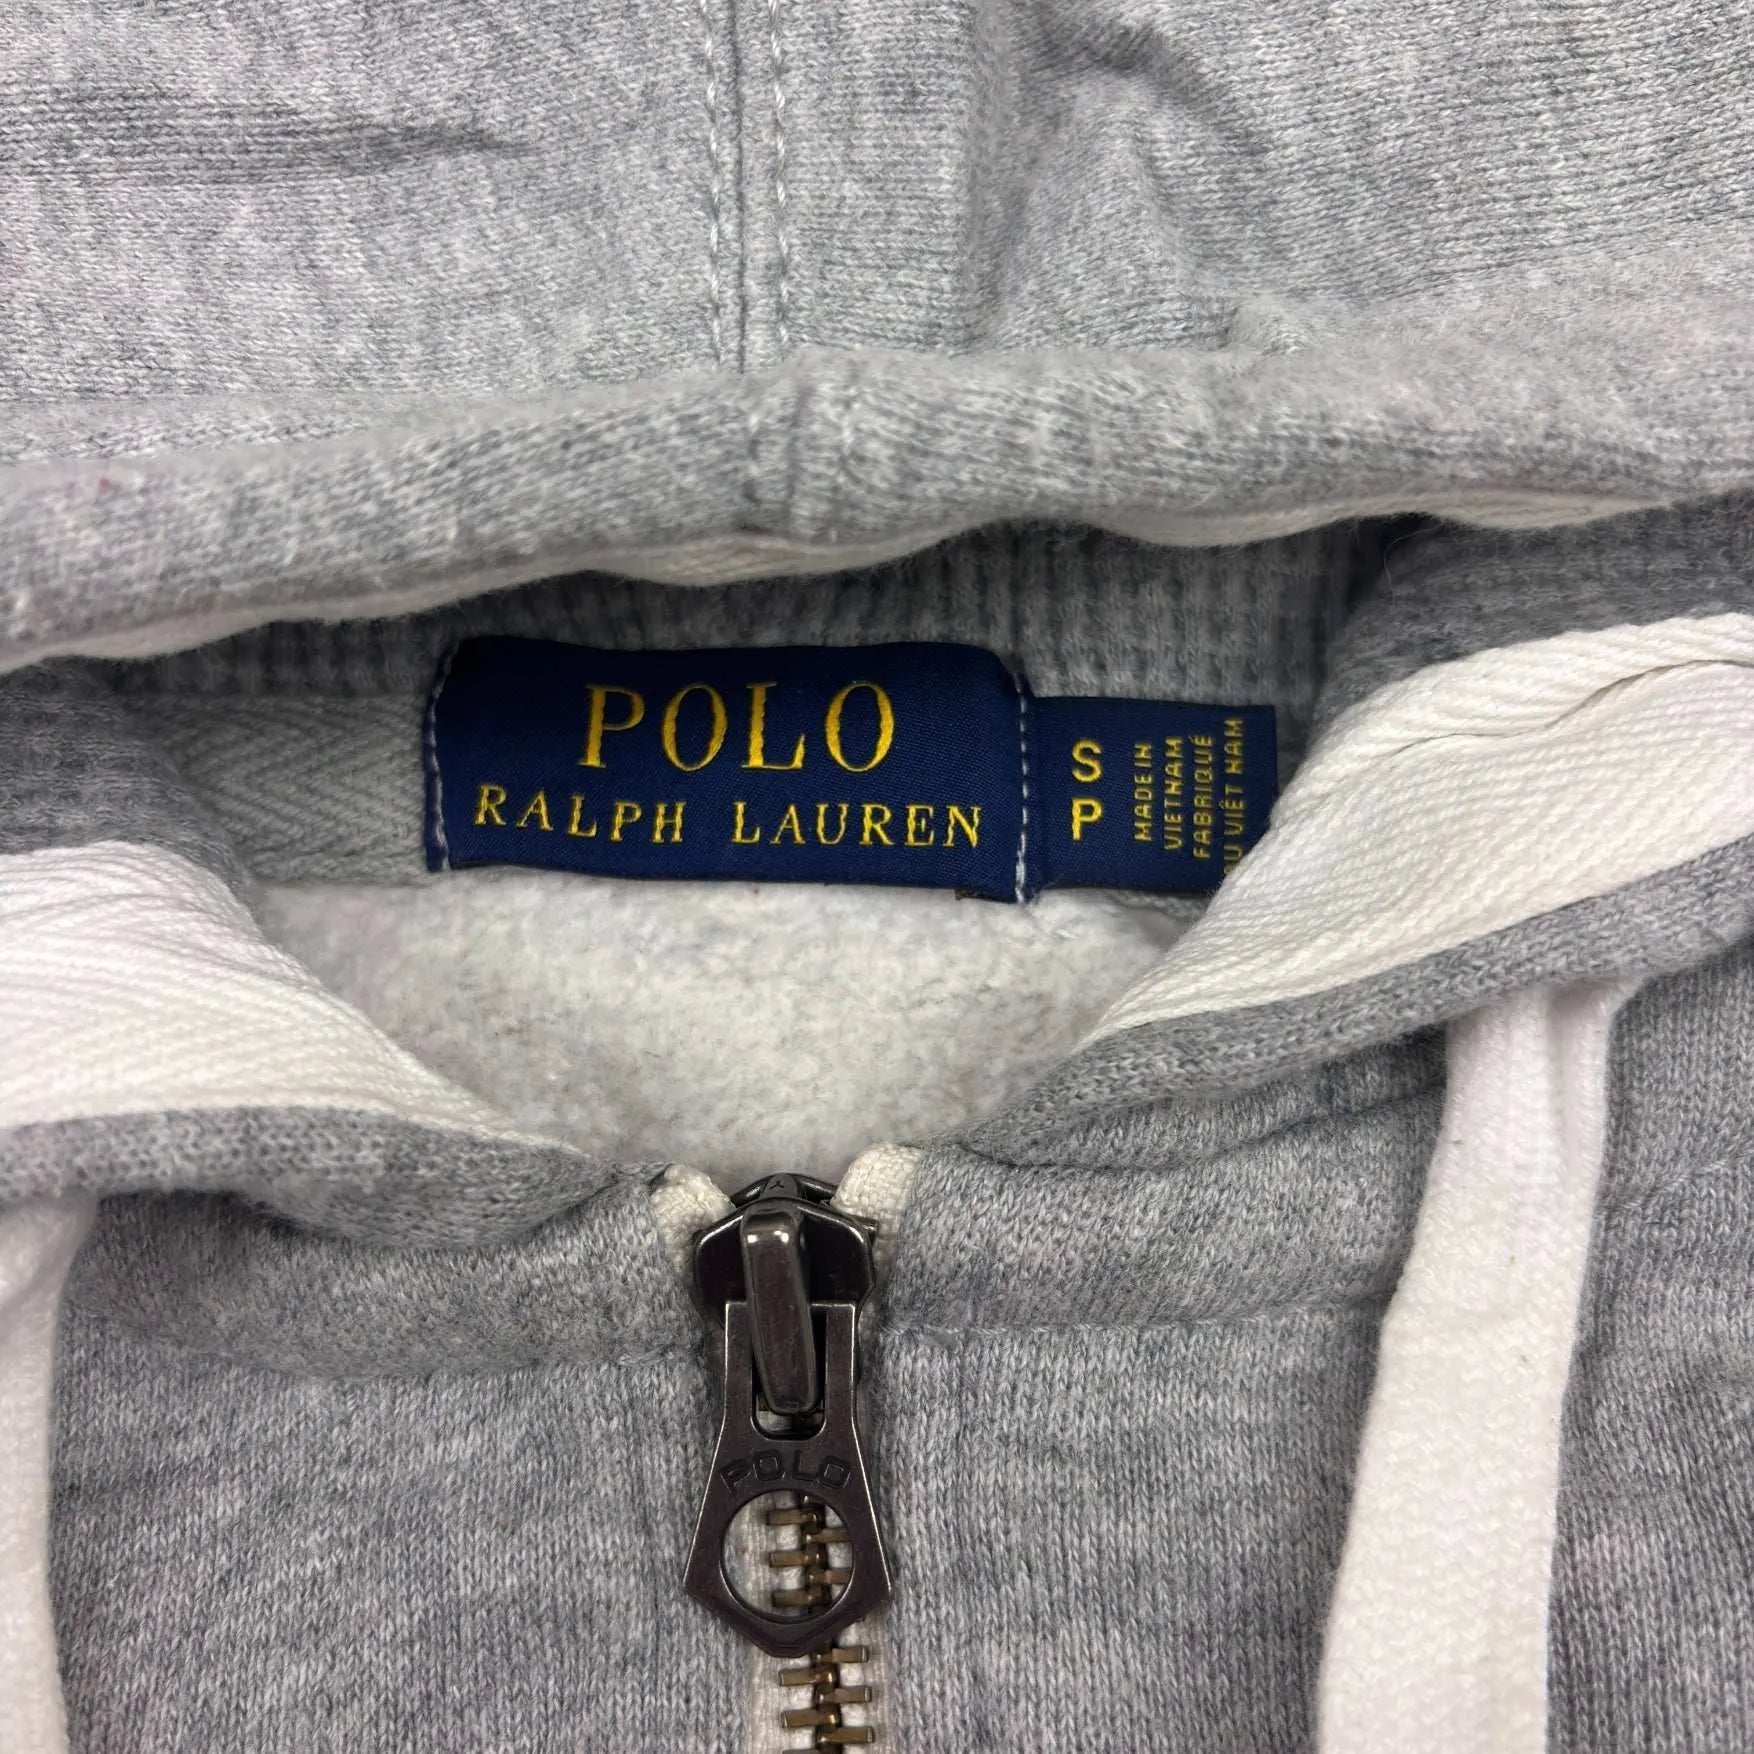 POLO
RALPH LAUREN
S
P
MADE IN
VIETNAM
FABRIQUÉ
AU VIÊT NAM
POLO